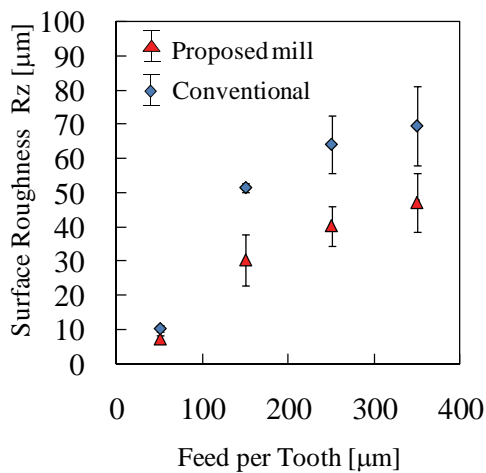 100
90
80
70
60
50
40
30
20
10
0
Surface Roughness Rz [μm]
Proposed mill
Conventional
0 100 200 300 400
Feed per Tooth [μm]